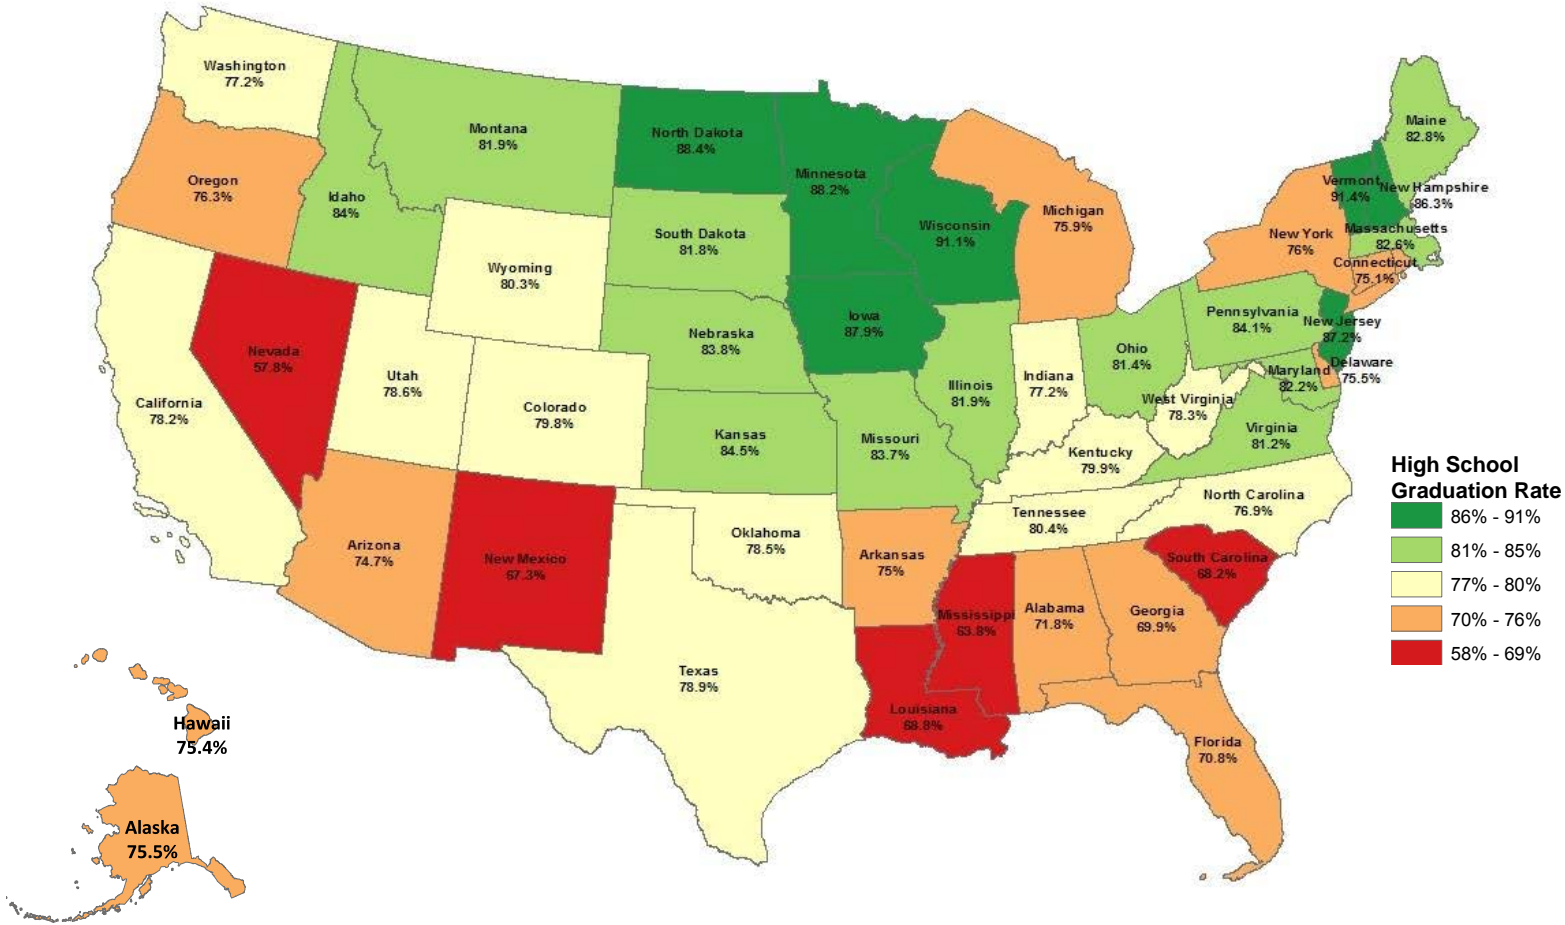 Washington
77.2%
Oregon
76.3%
California
78.2%
Nevada
57.8%
Idaho
84%
Montana
81.9%
Wyoming
80.3%
Utah
78.6%
Colorado
79.8%
Arizona
74.7%
New Mexico
67.3%
North Dakota
88.4%
South Dakota
81.8%
Nebraska
83.8%
Kansas
84.5%
Oklahoma
78.5%
Texas
78.9%
Minnesota
88.2%
Iowa
87.9%
Missouri
83.7%
Arkansas
75%
Louisiana
68.8%
Wisconsin
91.1%
Illinois
81.9%
Michigan
75.9%
Indiana
77.2%
Ohio
81.4%
Kentucky
79.9%
Tennessee
80.4%
Mississippi
63.8%
Alabama
71.8%
Georgia
69.9%
Florida
70.8%
South Carolina
68.2%
North Carolina
76.9%
Virginia
81.2%
West Virginia
78.3%
Maryland
82.2%
Delaware
75.5%
Pennsylvania
84.1%
New Jersey
87.2%
New York
76%
Connecticut
75.1%
Massachusetts
82.6%
Vermont
91.4%
New Hampshire
86.3%
Maine
82.8%
Hawaii
75.4%
Alaska
75.5%
High School
Graduation Rate
86% - 91%
81% - 85%
77% - 80%
70% - 76%
58% - 69%